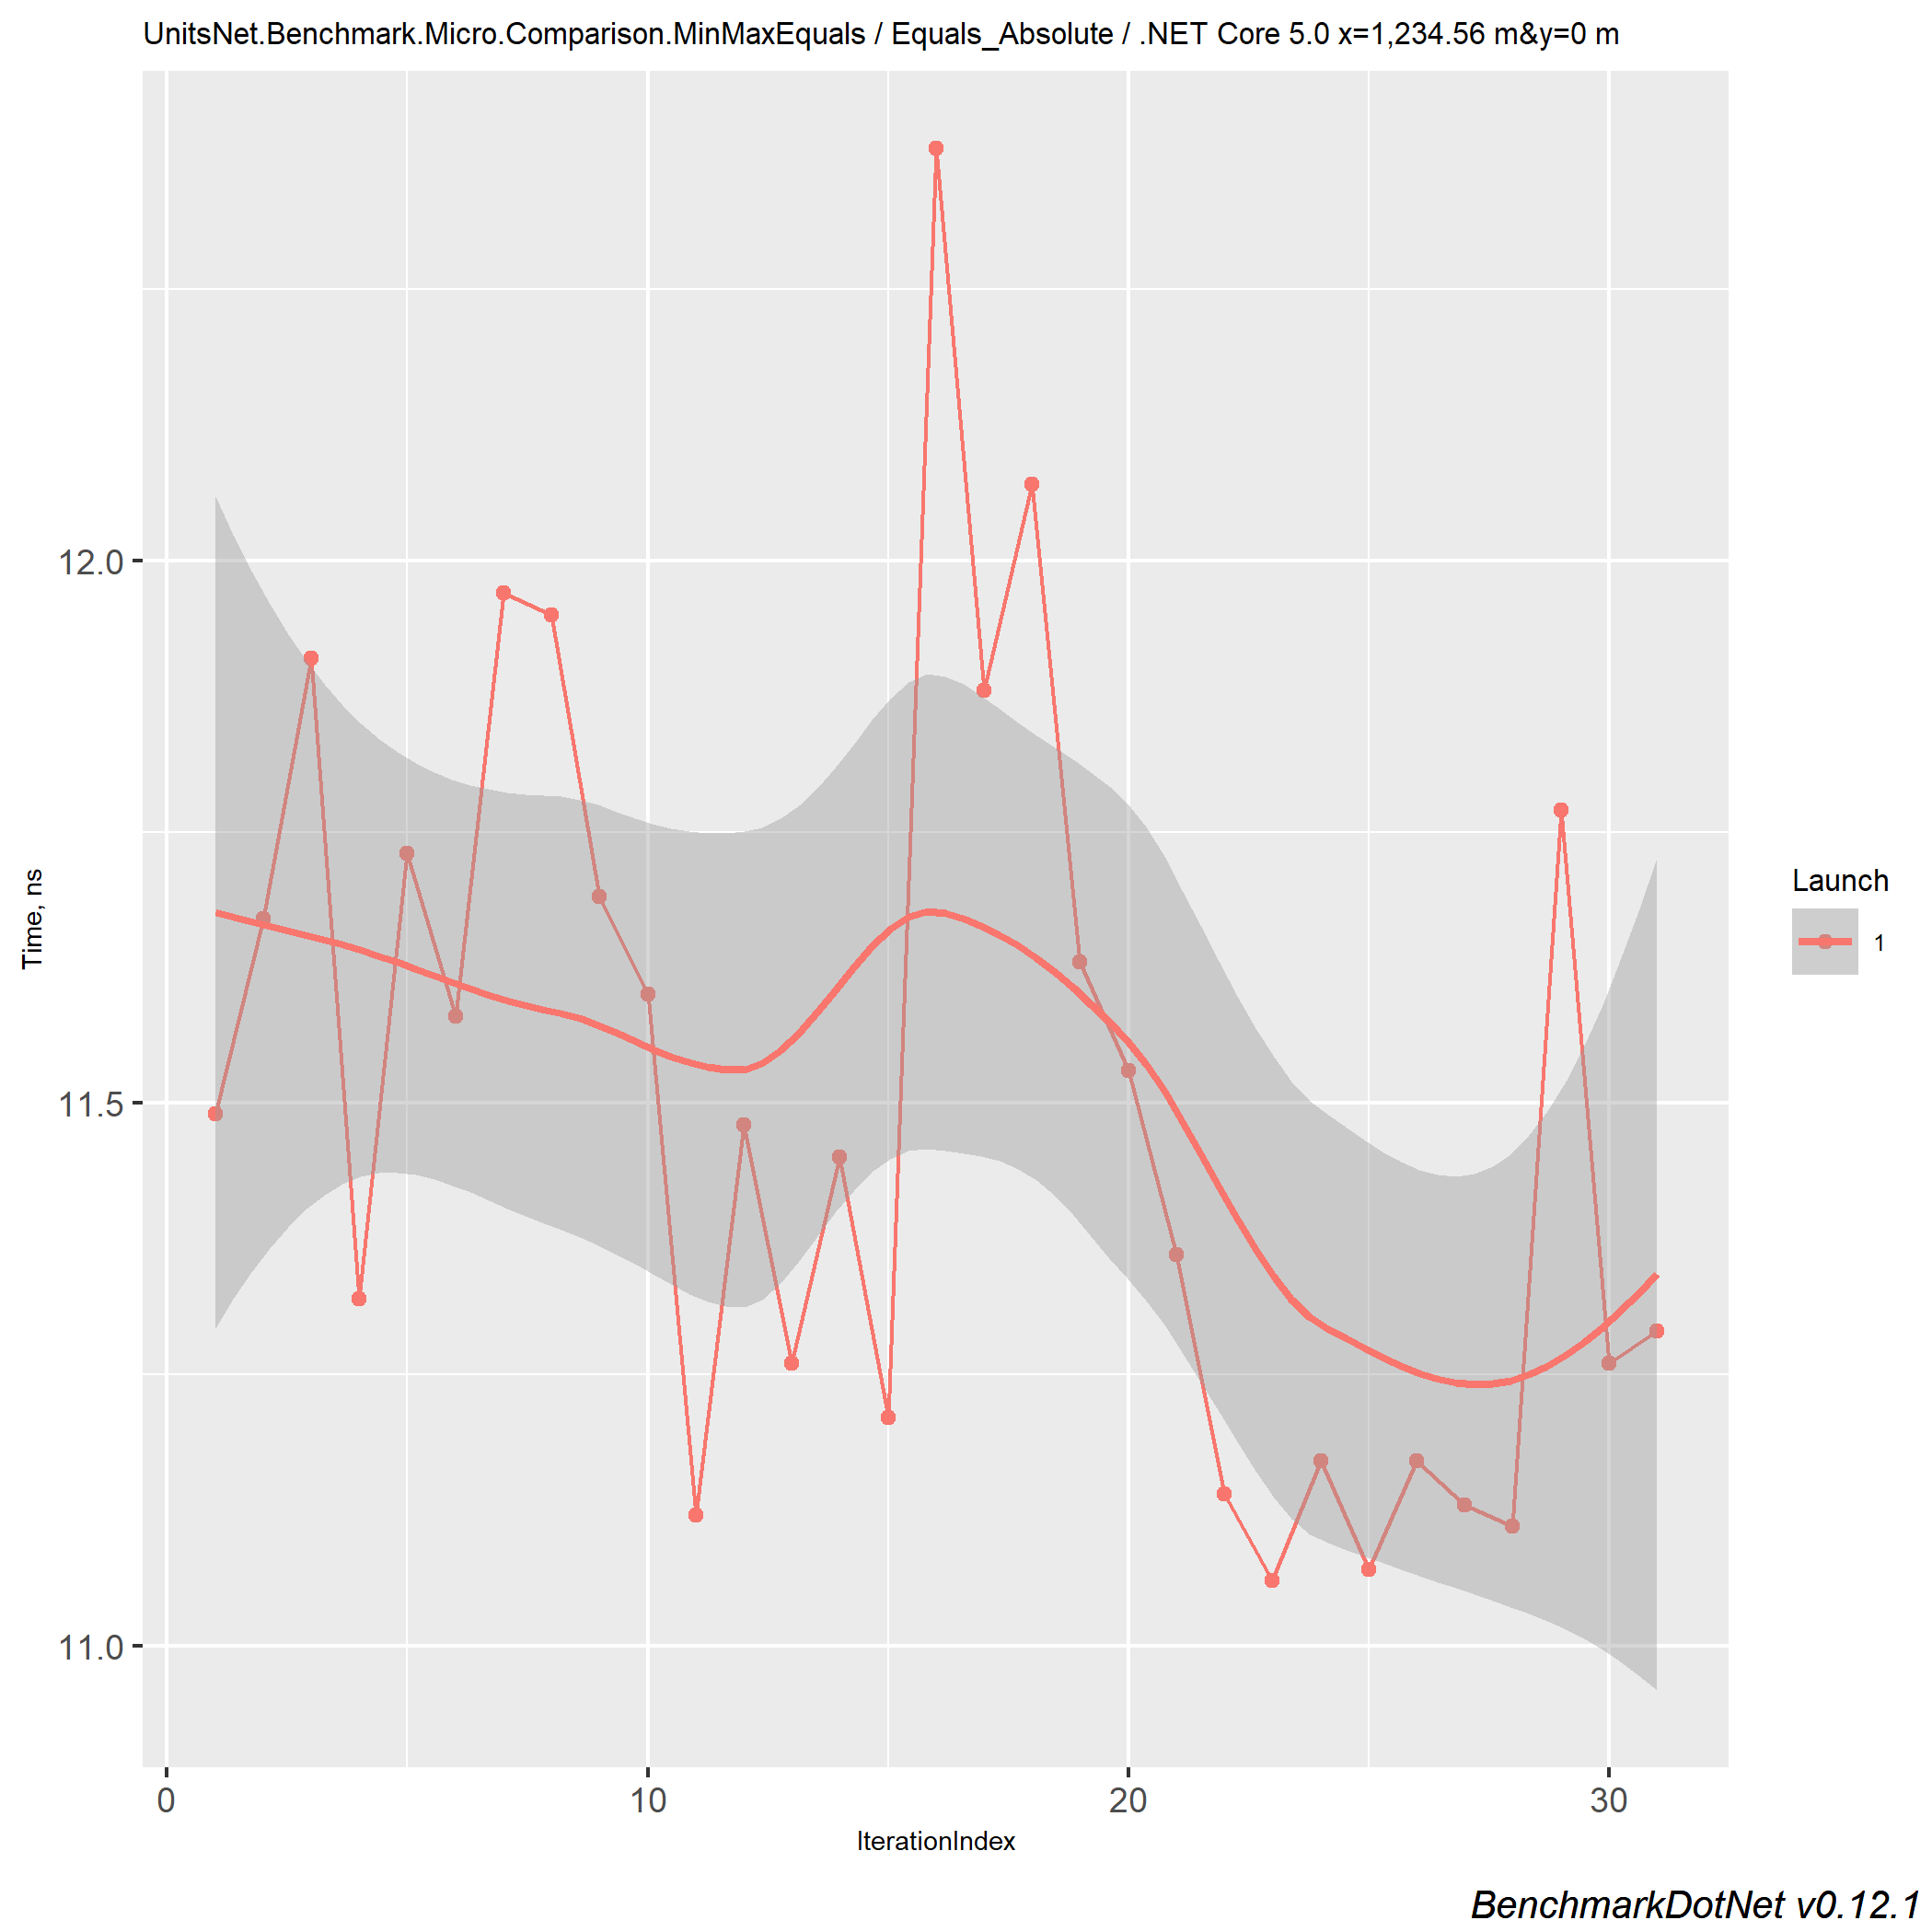 UnitsNet.Benchmark.Micro.Comparison.MinMaxEquals / Equals_Absolute / .NET Core 5.0 x=1,234.56 m&y=0 m
12.0
11.5
11.0
Time, ns
0 10 20 30
IterationIndex
Launch
1
BenchmarkDotNet v0.12.1